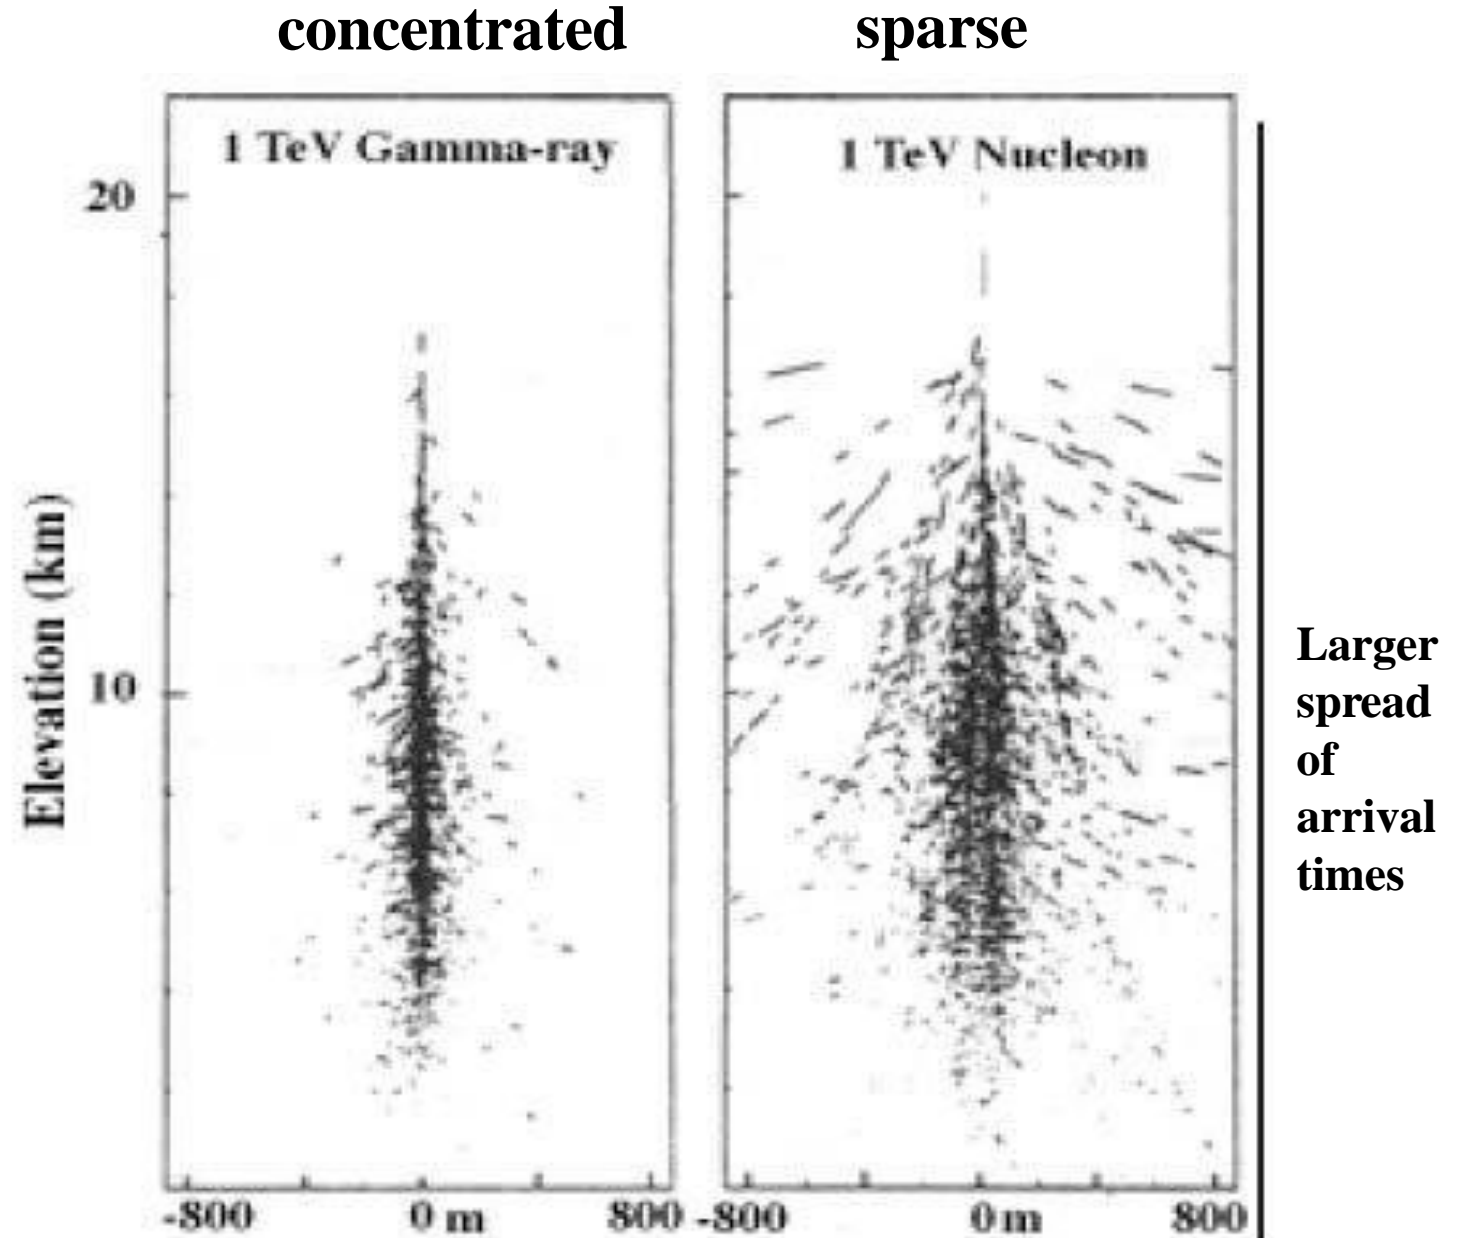 concentrated
sparse
1 TeV Gamma-ray
1 TeV Nucleon
20
10
Elevation (km)
-800
0 m
800
-800
0 m
800
Larger
spread
of
arrival
times